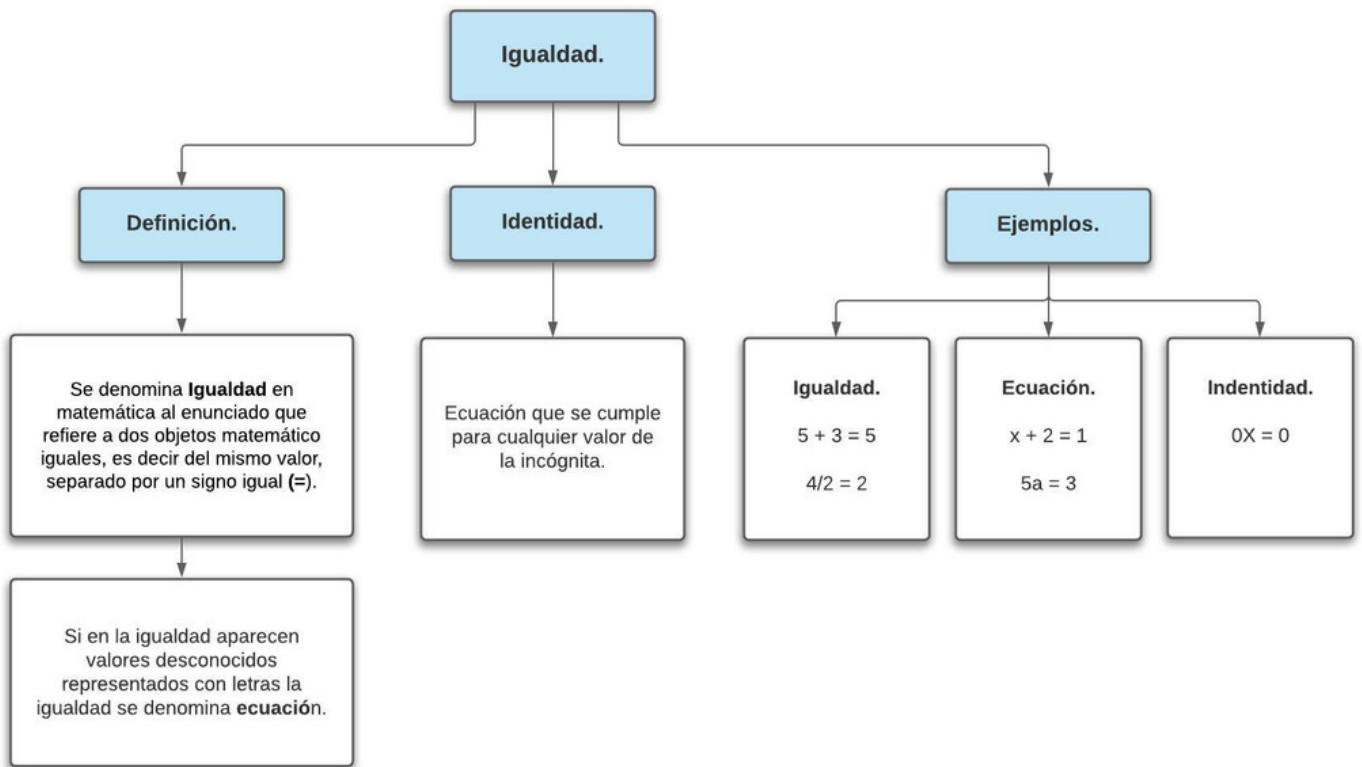 Igualdad.
Definición.
Identidad.
Ejemplos.
Se denomina Igualdad en
matemática al enunciado que
refiere a dos objetos matemático
iguales, es decir del mismo valor,
separado por un signo igual (=).
Ecuación que se cumple
para cualquier valor de
la incógnita.
Igualdad.
5 + 3 = 5
4/2 = 2
Ecuación.
x + 2 = 1
5a = 3
Indentidad.
0X = 0
Si en la igualdad aparecen
valores desconocidos
representados con letras la
igualdad se denomina ecuación.